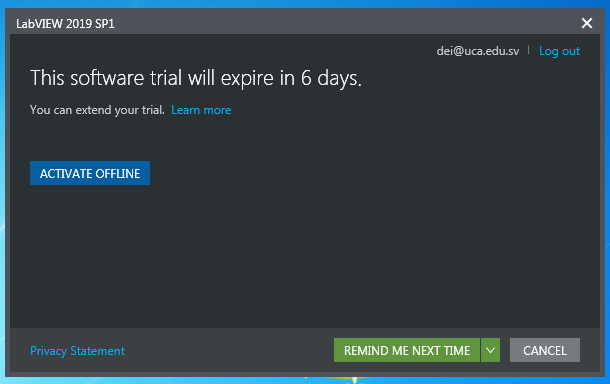 LabVIEW 2019 SP1
dei@uca.edu.sv | Log out
This software trial will expire in 6 days.
You can extend your trial. Learn more
ACTIVATE OFFLINE
Privacy Statement
REMIND ME NEXT TIME
CANCEL